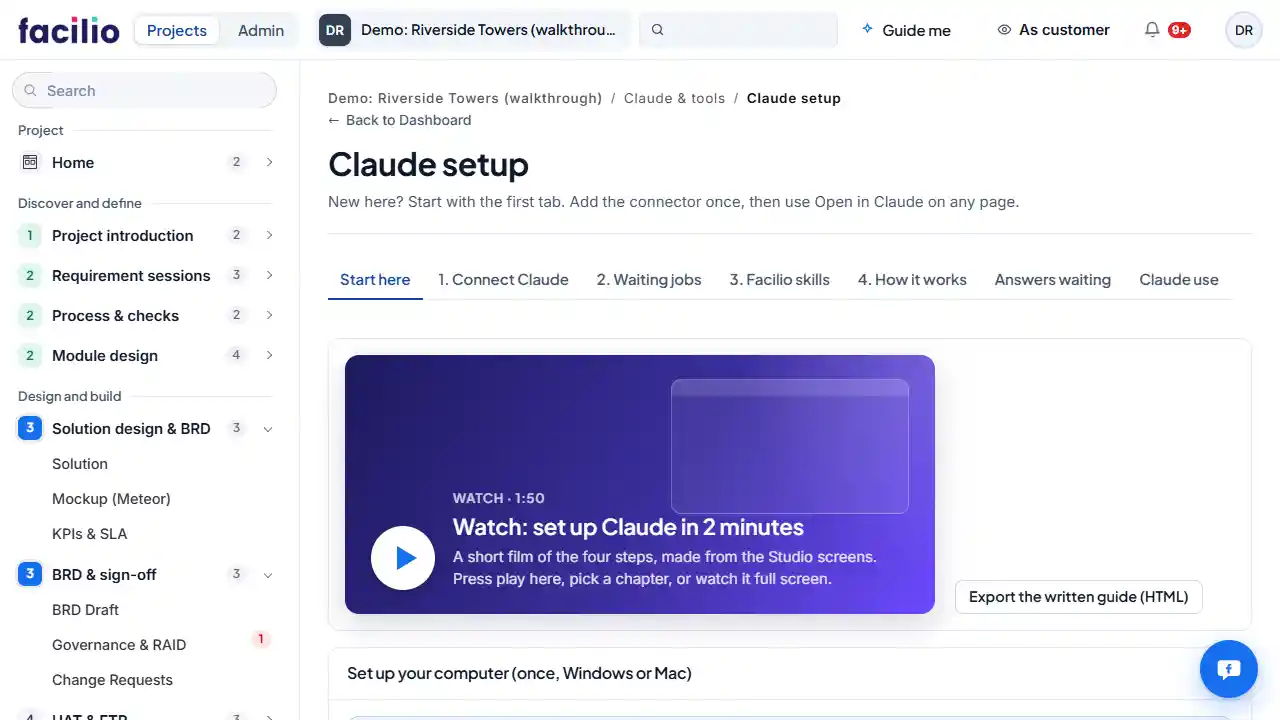 facilio
Projects
Admin
DR
Demo: Riverside Towers (walkthrou...
Guide me
As customer
9+
DR
Search
Project
Home
2
Discover and define
1
Project introduction
2
2
Requirement sessions
3
2
Process & checks
2
2
Module design
4
Design and build
3
Solution design & BRD
3
Solution
Mockup (Meteor)
KPIs & SLA
3
BRD & sign-off
3
BRD Draft
Governance & RAID
1
Change Requests
4
UAT & FTP
3
Demo: Riverside Towers (walkthrough) / Claude & tools / Claude setup
← Back to Dashboard
Claude setup
New here? Start with the first tab. Add the connector once, then use Open in Claude on any page.
Start here
1. Connect Claude
2. Waiting jobs
3. Facilio skills
4. How it works
Answers waiting
Claude use
WATCH · 1:50
Watch: set up Claude in 2 minutes
A short film of the four steps, made from the Studio screens.
Press play here, pick a chapter, or watch it full screen.
Export the written guide (HTML)
Set up your computer (once, Windows or Mac)